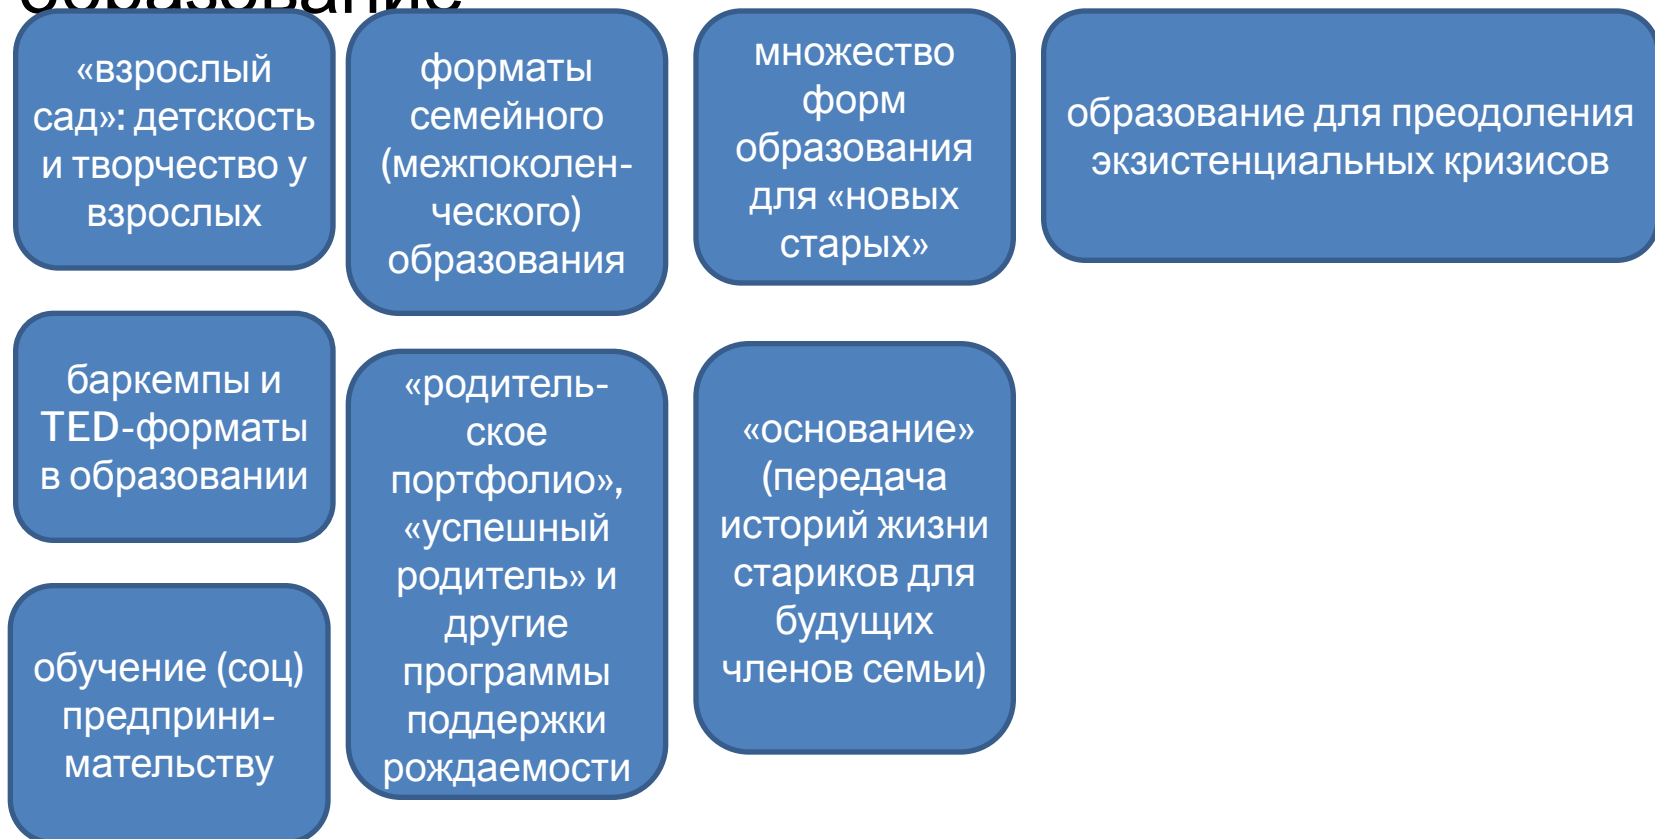 образование
«взрослый
сад»: детскость
и творчество у
взрослых
форматы
семейного
(межпоколен-
ческого)
образования
множество
форм
образования
для «новых
старых»
образование для преодоления
экзистенциальных кризисов
баркемпы и
TED-форматы
в образовании
«родитель-
ское
портфолио»,
«успешный
родитель» и
другие
программы
поддержки
рождаемости
«основание»
(передача
историй жизни
стариков для
будущих
членов семьи)
обучение (соц)
предприни-
мательству